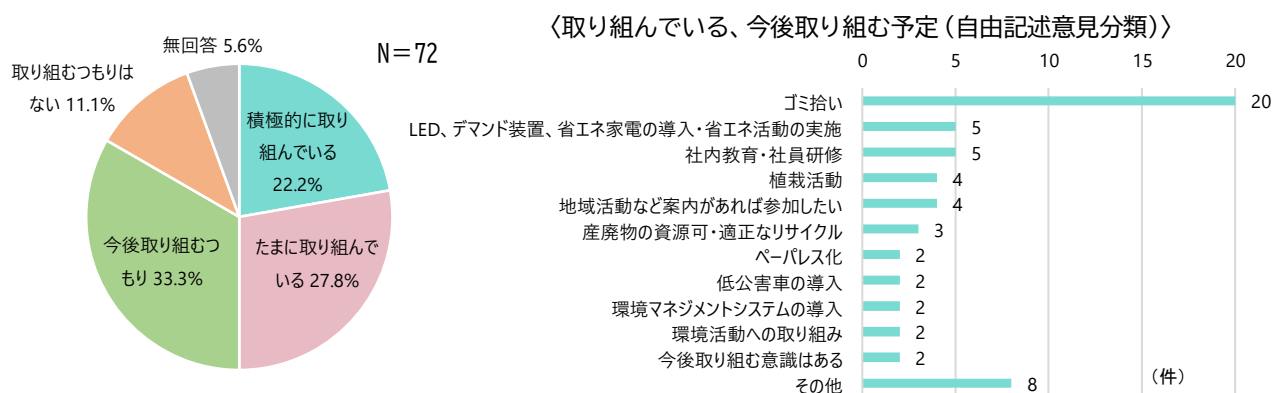 無回答 5.6%
N＝72
取り組むつもりは
ない 11.1%
積極的に取り
組んでいる
22.2%
今後取り組むつ
もり 33.3%
たまに取り組んで
いる 27.8%
〈取り組んでいる、今後取り組む予定（自由記述意見分類）〉
0 5 10 15 20
ゴミ拾い 20
LED、デマンド装置、省エネ家電の導入・省エネ活動の実施 5
社内教育・社員研修 5
植栽活動 4
地域活動など案内があれば参加したい 4
産廃物の資源可・適正なリサイクル 3
ペーパレス化 2
低公害車の導入 2
環境マネジメントシステムの導入 2
環境活動への取り組み 2
今後取り組む意識はある 2
その他 8
（件）